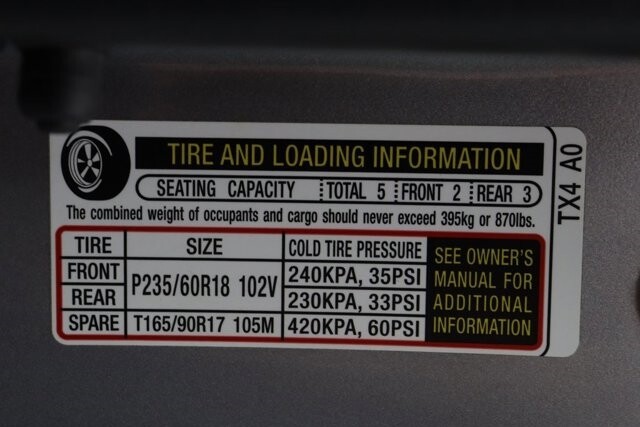 TIRE AND LOADING INFORMATION
SEATING CAPACITY TOTAL 5 FRONT 2 REAR 3
The combined weight of occupants and cargo should never exceed 395kg or 870lbs.
TIRE SIZE COLD TIRE PRESSURE
FRONT P235/60R18 102V 240KPA, 35PSI
REAR 230KPA, 33PSI
SPARE T165/90R17 105M 420KPA, 60PSI
SEE OWNER'S
MANUAL FOR
ADDITIONAL
INFORMATION
TX4 A0